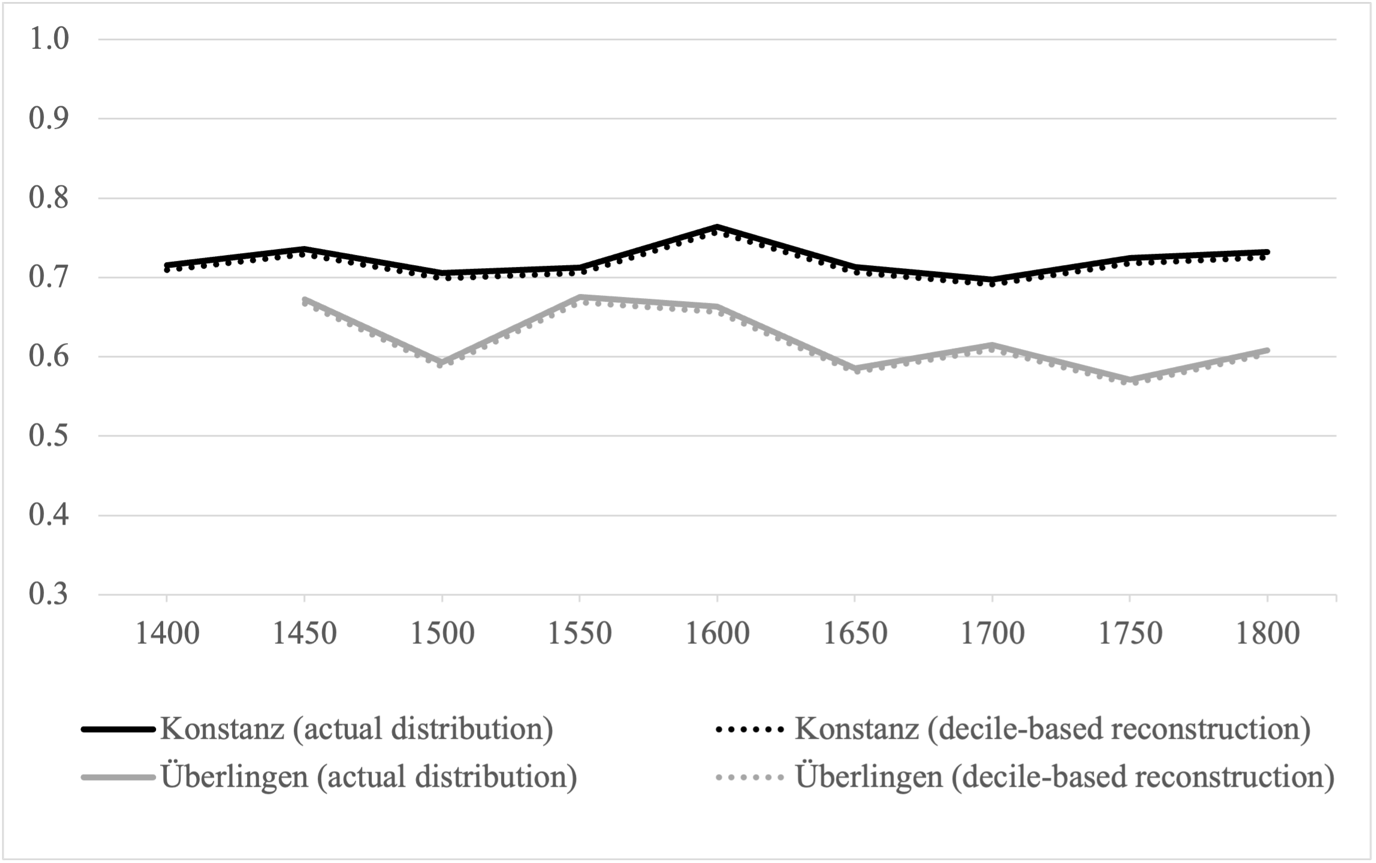 1.0
0.9
0.8
0.7
0.6
0.5
0.4
0.3
1400 1450 1500 1550 1600 1650 1700 1750 1800
Konstanz (actual distribution) Konstanz (decile-based reconstruction)
Überlingen (actual distribution) Überlingen (decile-based reconstruction)